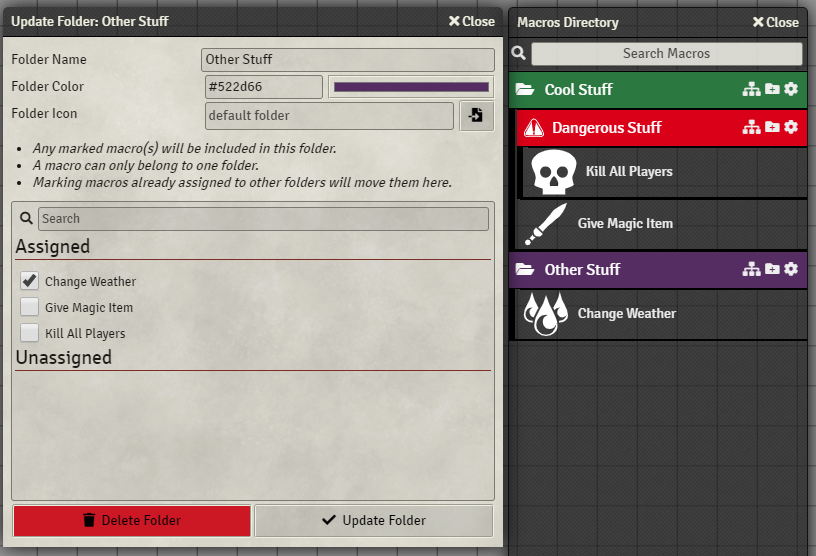 Update Folder: Other Stuff
Close
Folder Name
Other Stuff
Folder Color
#522d66
Folder Icon
default folder
• Any marked macro(s) will be included in this folder.
• A macro can only belong to one folder.
• Marking macros already assigned to other folders will move them here.
Search
Assigned
Change Weather
Give Magic Item
Kill All Players
Unassigned
Delete Folder
Update Folder
Macros Directory
Close
Search Macros
Cool Stuff
Dangerous Stuff
Kill All Players
Give Magic Item
Other Stuff
Change Weather